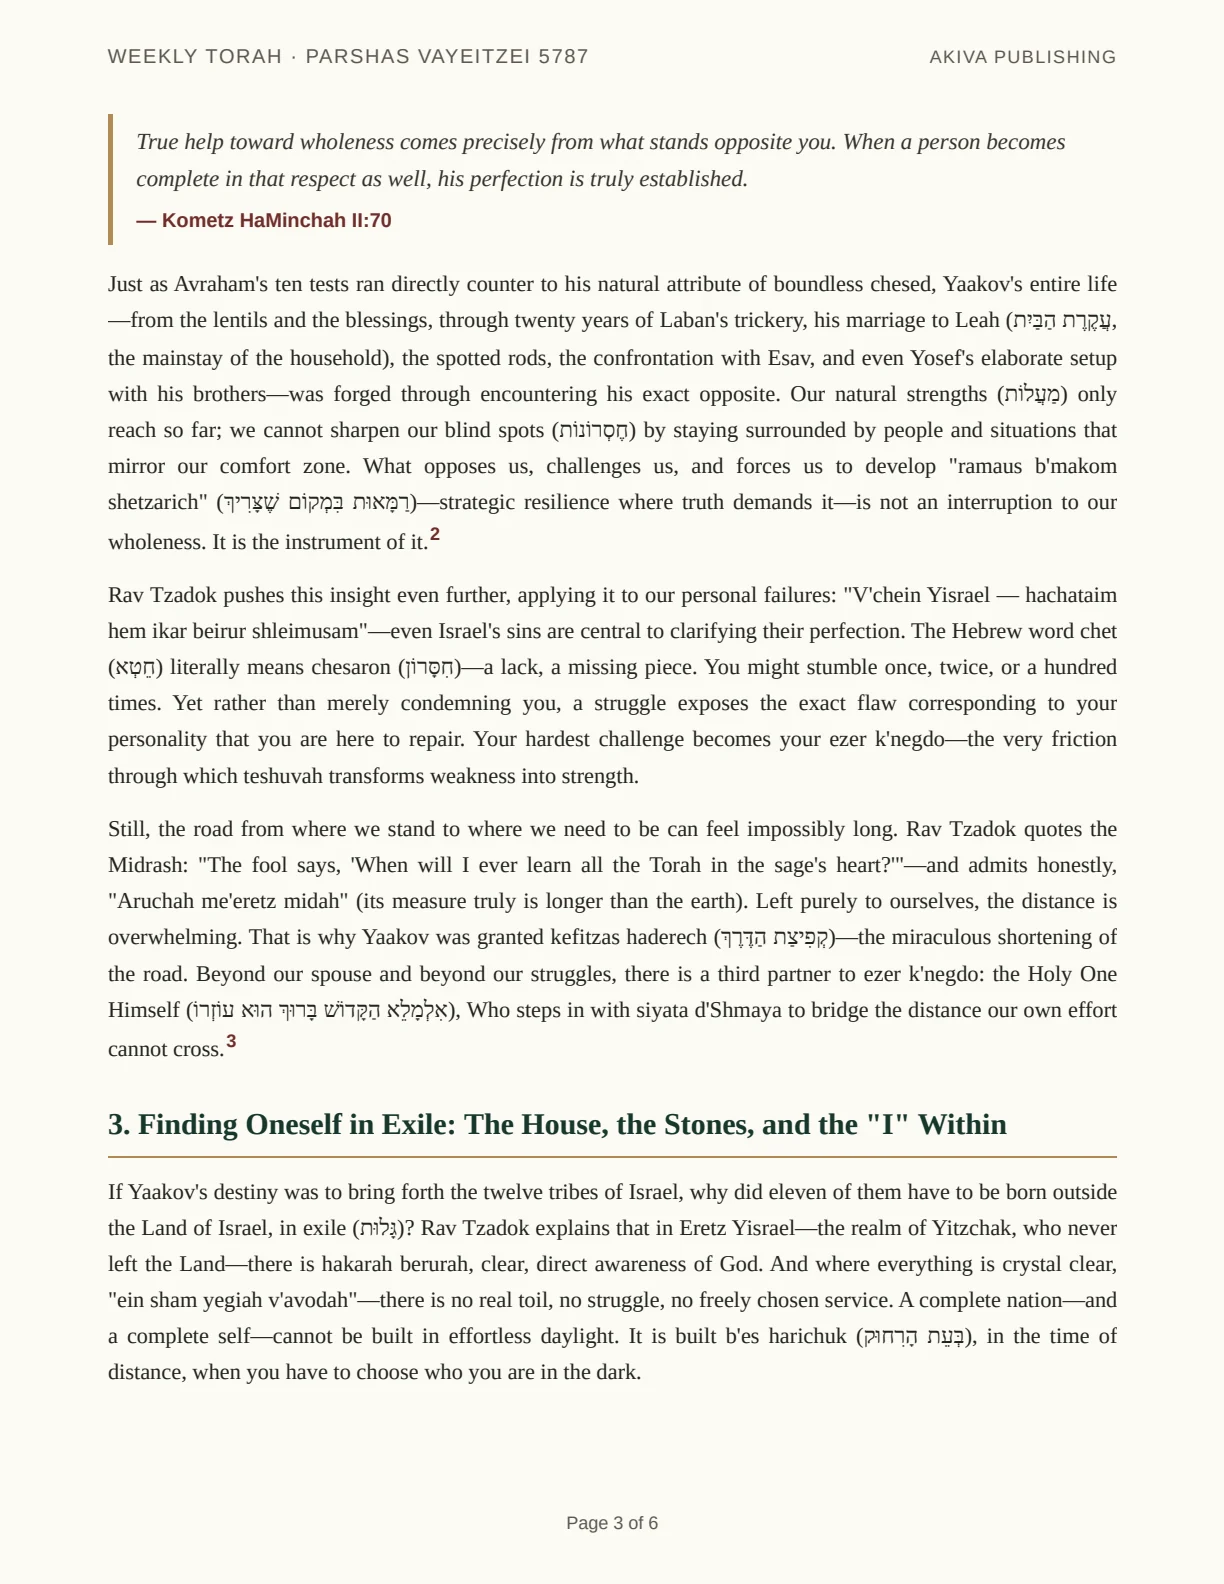 WEEKLY TORAH · PARSHAS VAYEITZEI 5787
AKIVA PUBLISHING
True help toward wholeness comes precisely from what stands opposite you. When a person becomes
complete in that respect as well, his perfection is truly established.
— Kometz HaMinchah II:70
Just as Avraham's ten tests ran directly counter to his natural attribute of boundless chesed, Yaakov's entire life
—from the lentils and the blessings, through twenty years of Laban's trickery, his marriage to Leah (עֲקֶרֶת הַבַּיִת,
the mainstay of the household), the spotted rods, the confrontation with Esav, and even Yosef's elaborate setup
with his brothers—was forged through encountering his exact opposite. Our natural strengths (מַעֲלוֹת) only
reach so far; we cannot sharpen our blind spots (חֶסְרוֹנוֹת) by staying surrounded by people and situations that
mirror our comfort zone. What opposes us, challenges us, and forces us to develop "ramaus b'makom
shetzarich" (רַמָּאוּת בִּמְקוֹם שֶׁצָּרִיךְ)—strategic resilience where truth demands it—is not an interruption to our
wholeness. It is the instrument of it.2
Rav Tzadok pushes this insight even further, applying it to our personal failures: "V'chein Yisrael — hachataim
hem ikar beirur shleimusam"—even Israel's sins are central to clarifying their perfection. The Hebrew word chet
(חֵטְא) literally means chesaron (חִסָּרוֹן)—a lack, a missing piece. You might stumble once, twice, or a hundred
times. Yet rather than merely condemning you, a struggle exposes the exact flaw corresponding to your
personality that you are here to repair. Your hardest challenge becomes your ezer k'negdo—the very friction
through which teshuvah transforms weakness into strength.
Still, the road from where we stand to where we need to be can feel impossibly long. Rav Tzadok quotes the
Midrash: "The fool says, 'When will I ever learn all the Torah in the sage's heart?'"—and admits honestly,
"Aruchah me'eretz midah" (its measure truly is longer than the earth). Left purely to ourselves, the distance is
overwhelming. That is why Yaakov was granted kefitzas haderech (קְפִיצַת הַדֶּרֶךְ)—the miraculous shortening of
the road. Beyond our spouse and beyond our struggles, there is a third partner to ezer k'negdo: the Holy One
Himself (אִלְמָלֵא הַקָּדוֹשׁ בָּרוּךְ הוּא עוֹזְרוֹ), Who steps in with siyata d'Shmaya to bridge the distance our own effort
cannot cross.3
3. Finding Oneself in Exile: The House, the Stones, and the "I" Within
If Yaakov's destiny was to bring forth the twelve tribes of Israel, why did eleven of them have to be born outside
the Land of Israel, in exile (גָּלוּת)? Rav Tzadok explains that in Eretz Yisrael—the realm of Yitzchak, who never
left the Land—there is hakarah berurah, clear, direct awareness of God. And where everything is crystal clear,
"ein sham yegiah v'avodah"—there is no real toil, no struggle, no freely chosen service. A complete nation—and
a complete self—cannot be built in effortless daylight. It is built b'es harichuk (בְּעֵת הָרִחוּק), in the time of
distance, when you have to choose who you are in the dark.
Page 3 of 6